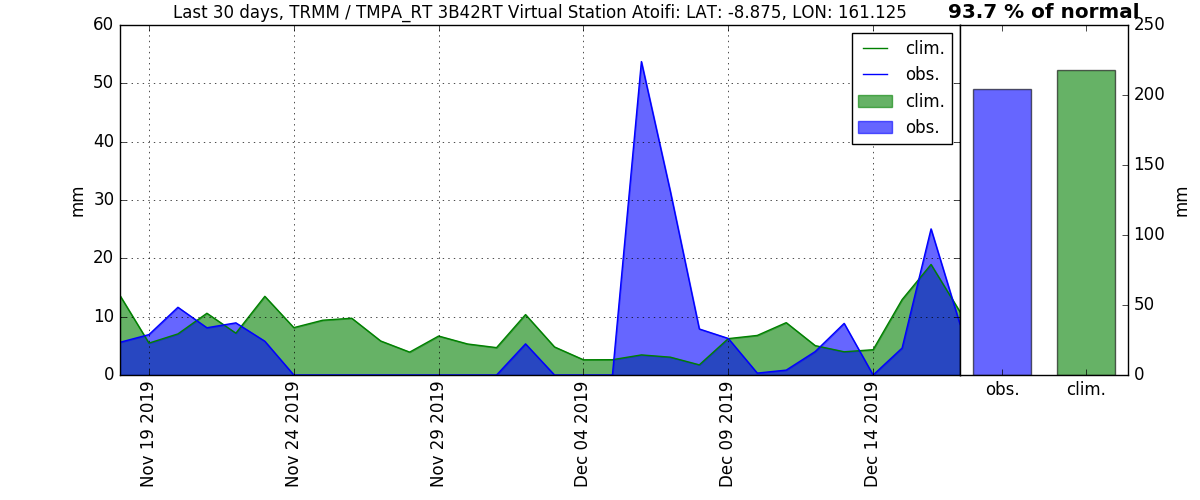 Last 30 days, TRMM / TMPA_RT 3B42RT Virtual Station Atoifi: LAT: -8.875, LON: 161.125
93.7 % of normal
60
50
40
30
20
10
0
mm
clim.
obs.
clim.
obs.
Nov 19 2019
Nov 24 2019
Nov 29 2019
Dec 04 2019
Dec 09 2019
Dec 14 2019
250
200
150
100
50
0
mm
obs.
clim.